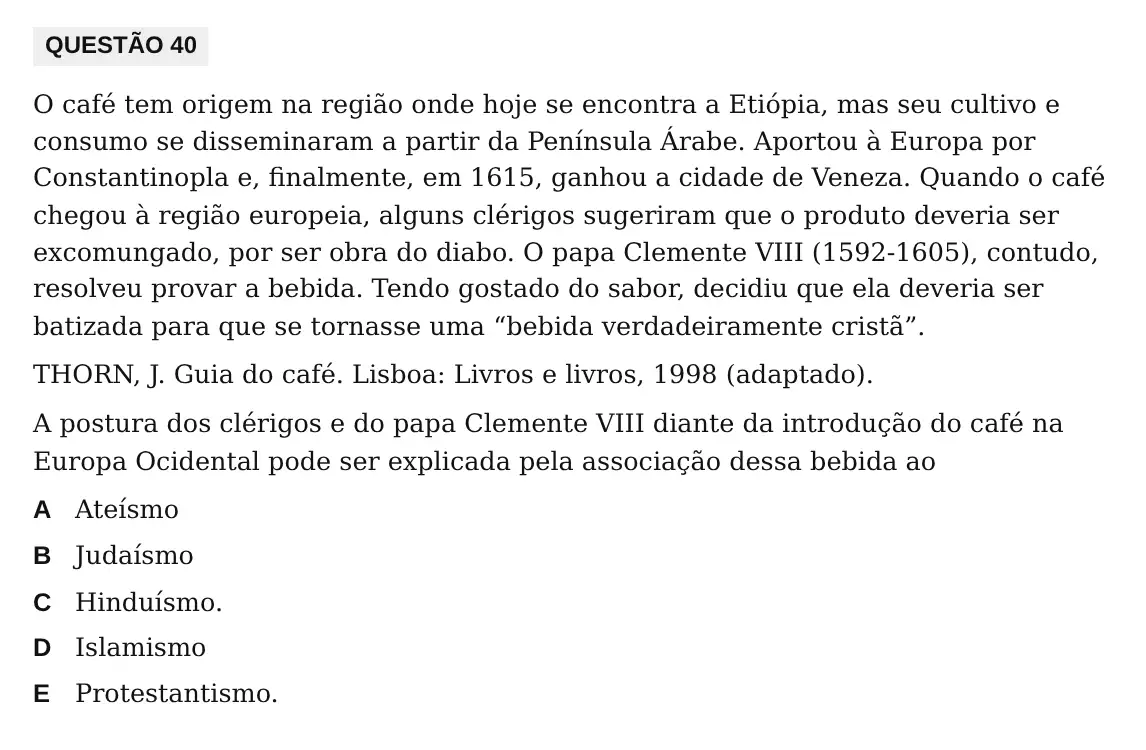 QUESTÃO 40
O café tem origem na região onde hoje se encontra a Etiópia, mas seu cultivo e
consumo se disseminaram a partir da Península Árabe. Aportou à Europa por
Constantinopla e, finalmente, em 1615, ganhou a cidade de Veneza. Quando o café
chegou à região europeia, alguns clérigos sugeriram que o produto deveria ser
excomungado, por ser obra do diabo. O papa Clemente VIII (1592-1605), contudo,
resolveu provar a bebida. Tendo gostado do sabor, decidiu que ela deveria ser
batizada para que se tornasse uma “bebida verdadeiramente cristã”.
THORN, J. Guia do café. Lisboa: Livros e livros, 1998 (adaptado).
A postura dos clérigos e do papa Clemente VIII diante da introdução do café na
Europa Ocidental pode ser explicada pela associação dessa bebida ao
A Ateísmo
B Judaísmo
C Hinduísmo.
D Islamismo
E Protestantismo.